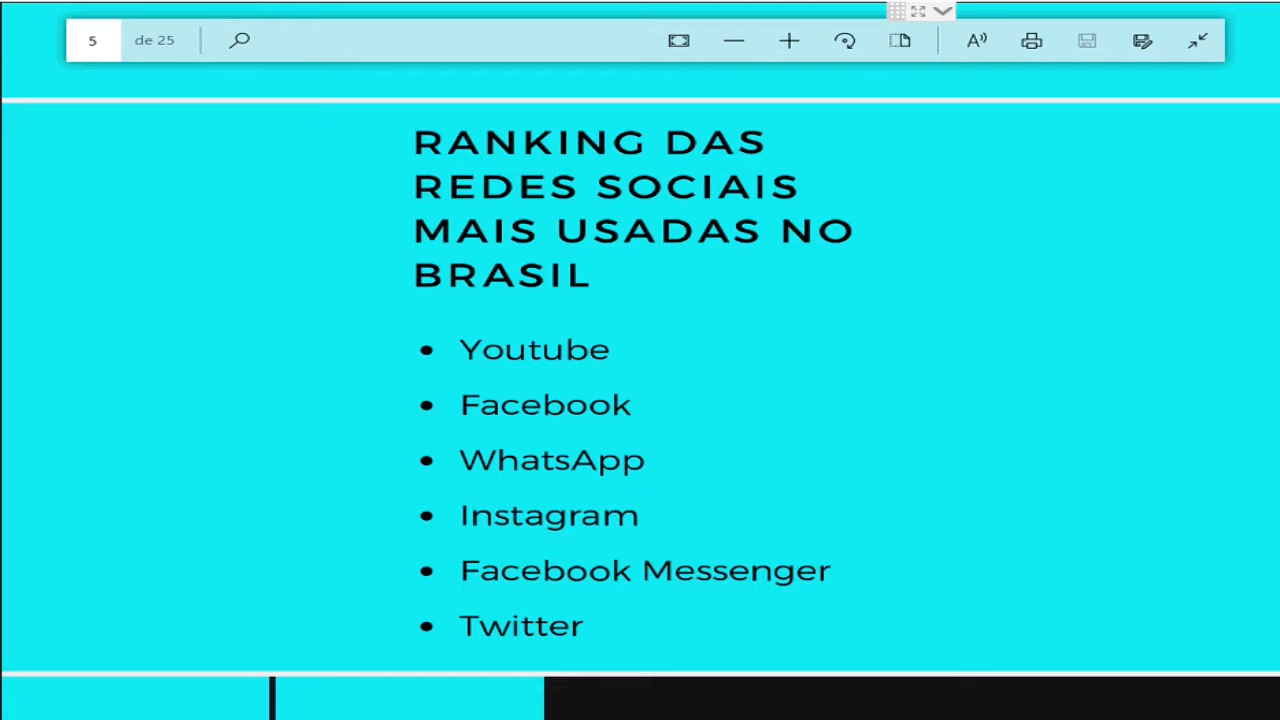 5 de 25
RANKING DAS
REDES SOCIAIS
MAIS USADAS NO
BRASIL
• Youtube
• Facebook
• WhatsApp
• Instagram
• Facebook Messenger
• Twitter